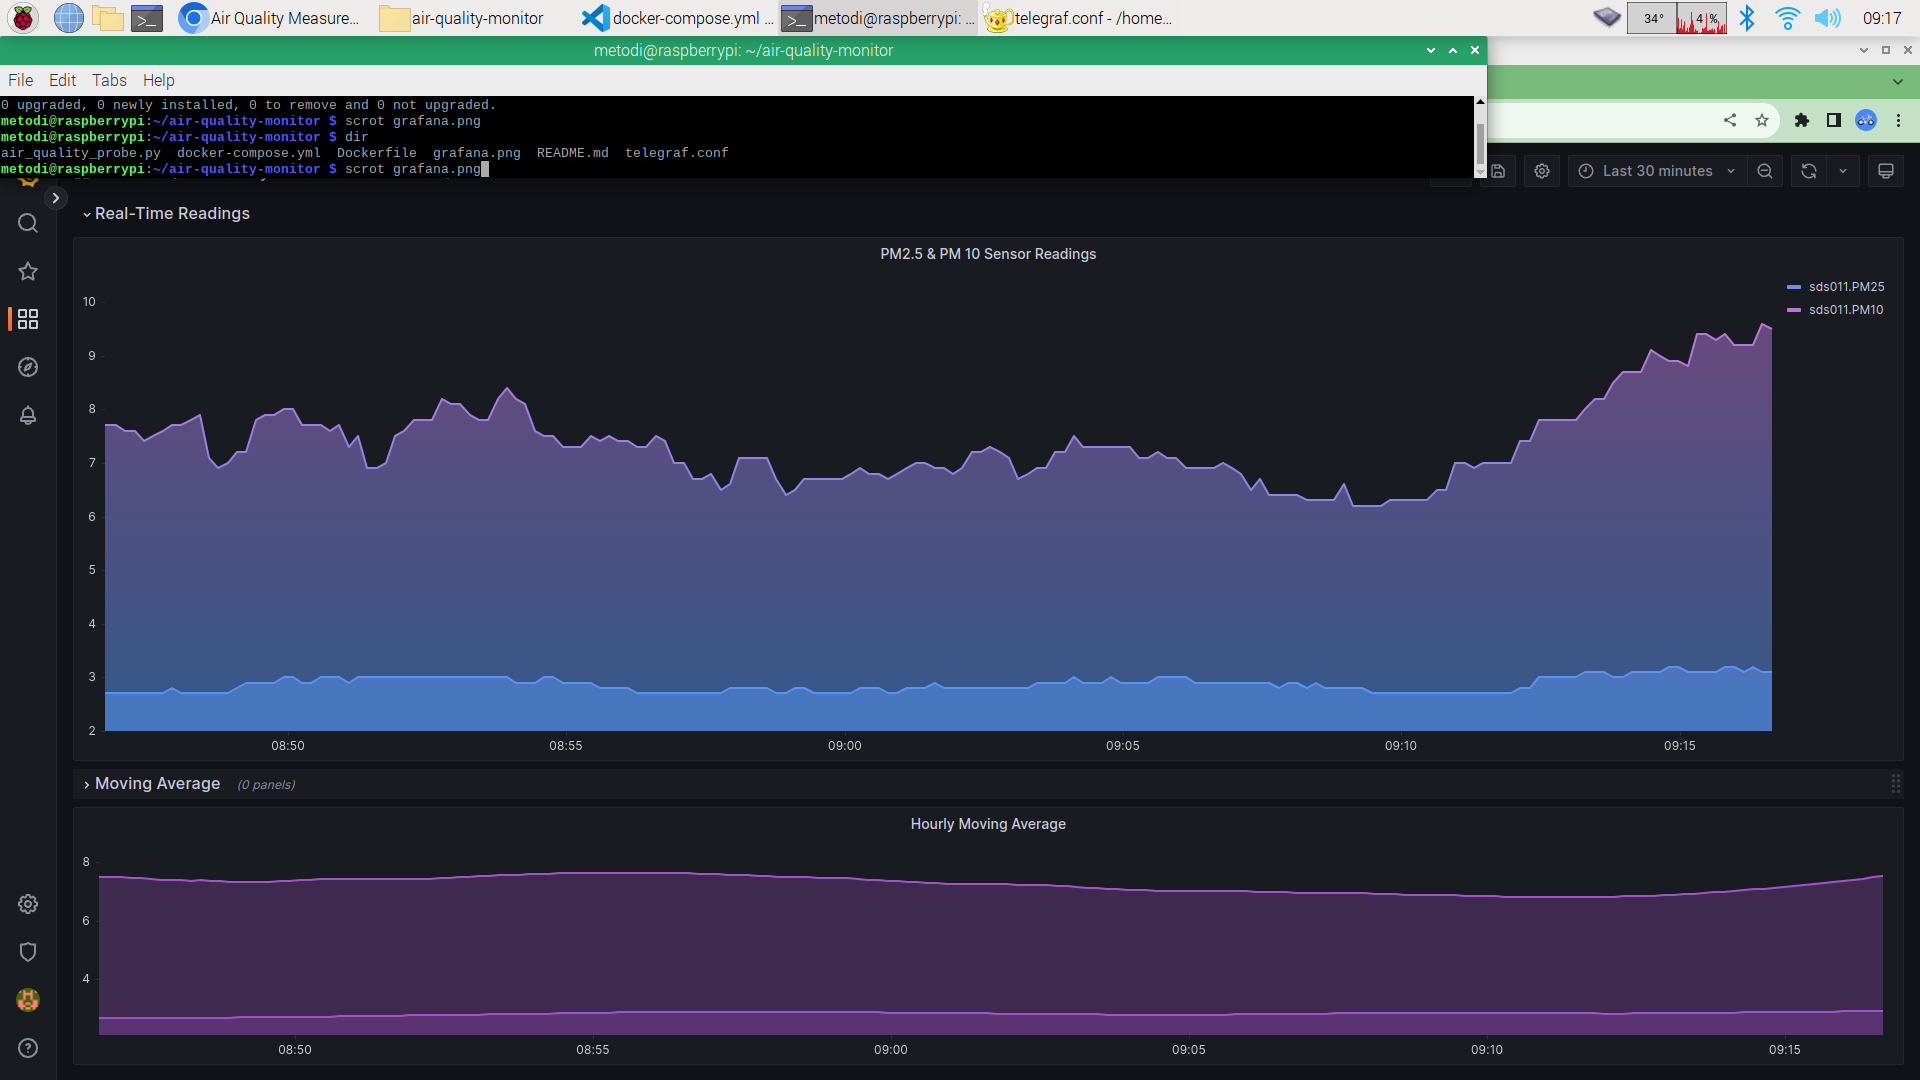 Air Quality Measure...
air-quality-monitor
docker-compose.yml ...
metodi@raspberrypi: ...
telegraf.conf - /home...
34°
4 %
09:17
metodi@raspberrypi: ~/air-quality-monitor
File Edit Tabs Help
0 upgraded, 0 newly installed, 0 to remove and 0 not upgraded.
metodi@raspberrypi:~/air-quality-monitor $ scrot grafana.png
metodi@raspberrypi:~/air-quality-monitor $ dir
air_quality_probe.py docker-compose.yml Dockerfile grafana.png README.md telegraf.conf
metodi@raspberrypi:~/air-quality-monitor $ scrot grafana.png
Last 30 minutes
Real-Time Readings
PM2.5 & PM 10 Sensor Readings
sds011.PM25
sds011.PM10
10
9
8
7
6
5
4
3
2
08:50 08:55 09:00 09:05 09:10 09:15
Moving Average (0 panels)
Hourly Moving Average
8
6
4
08:50 08:55 09:00 09:05 09:10 09:15